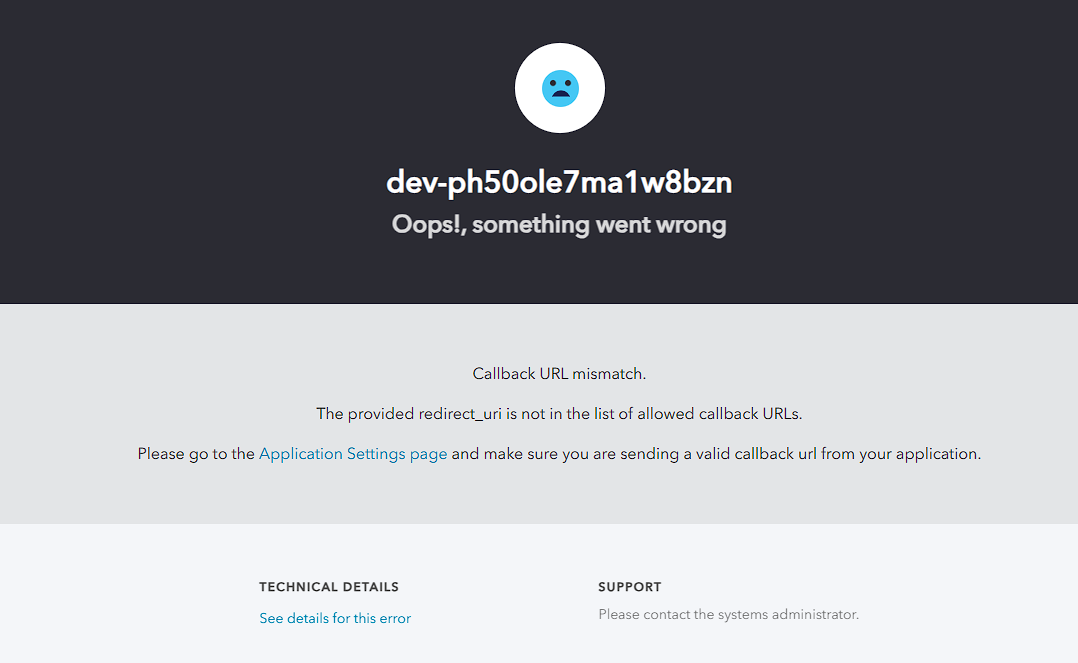 dev-ph50ole7ma1w8bzn
Oops!, something went wrong
Callback URL mismatch.
The provided redirect_uri is not in the list of allowed callback URLs.
Please go to the Application Settings page and make sure you are sending a valid callback url from your application.
TECHNICAL DETAILS
See details for this error
SUPPORT
Please contact the systems administrator.